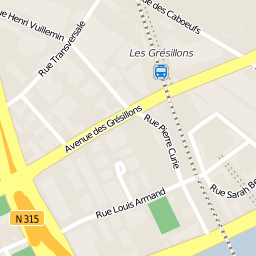 Rue des Caboeufs
Rue Henri Vuillemin
Rue Transversale
Les Grésillons
Avenue des Grésillons
Rue Pierre Curie
Rue Sarah Be
Rue Louis Armand
N 315